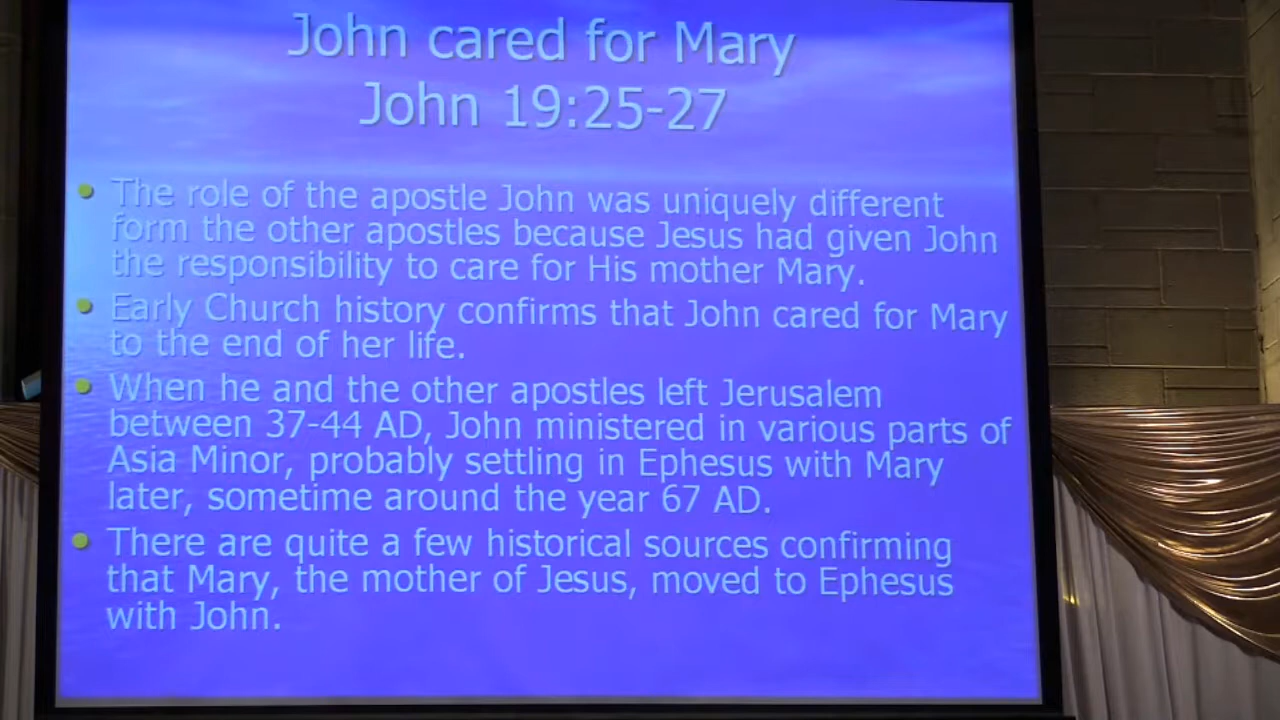 John cared for Mary
John 19:25-27
The role of the apostle John was uniquely different
form the other apostles because Jesus had given John
the responsibility to care for His mother Mary.
Early Church history confirms that John cared for Mary
to the end of her life.
When he and the other apostles left Jerusalem
between 37-44 AD, John ministered in various parts of
Asia Minor, probably settling in Ephesus with Mary
later, sometime around the year 67 AD.
There are quite a few historical sources confirming
that Mary, the mother of Jesus, moved to Ephesus
with John.